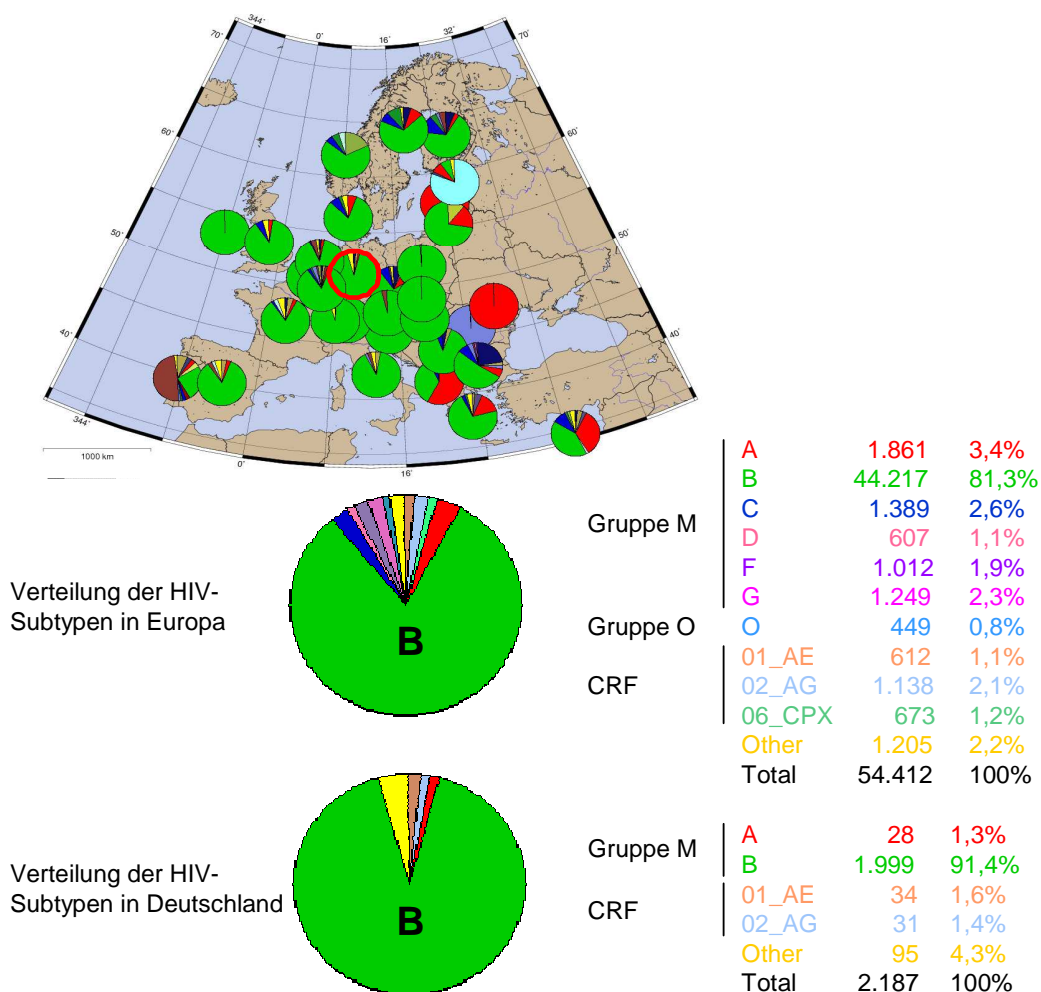 344° 0° 16° 32°
70° 70°
60° 60°
50° 50°
40° 40°
344° 0° 16°
1000 km
Verteilung der HIV-
Subtypen in Europa
B
Gruppe M
A 1.861 3,4%
B 44.217 81,3%
C 1.389 2,6%
D 607 1,1%
F 1.012 1,9%
G 1.249 2,3%
Gruppe O
O 449 0,8%
CRF
01_AE 612 1,1%
02_AG 1.138 2,1%
06_CPX 673 1,2%
Other 1.205 2,2%
Total 54.412 100%
Verteilung der HIV-
Subtypen in Deutschland
B
Gruppe M
A 28 1,3%
B 1.999 91,4%
CRF
01_AE 34 1,6%
02_AG 31 1,4%
Other 95 4,3%
Total 2.187 100%